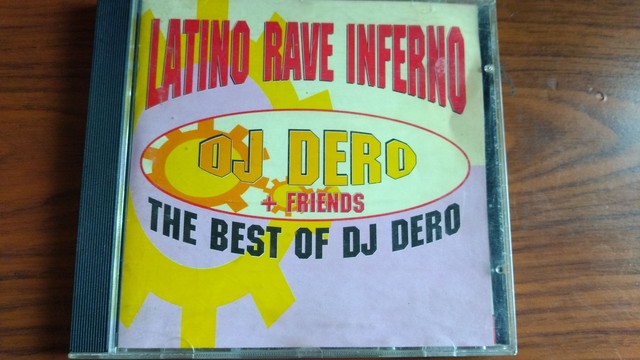 LATINO RAVE INFERNO
DJ DERO
+ FRIENDS
THE BEST OF DJ DERO